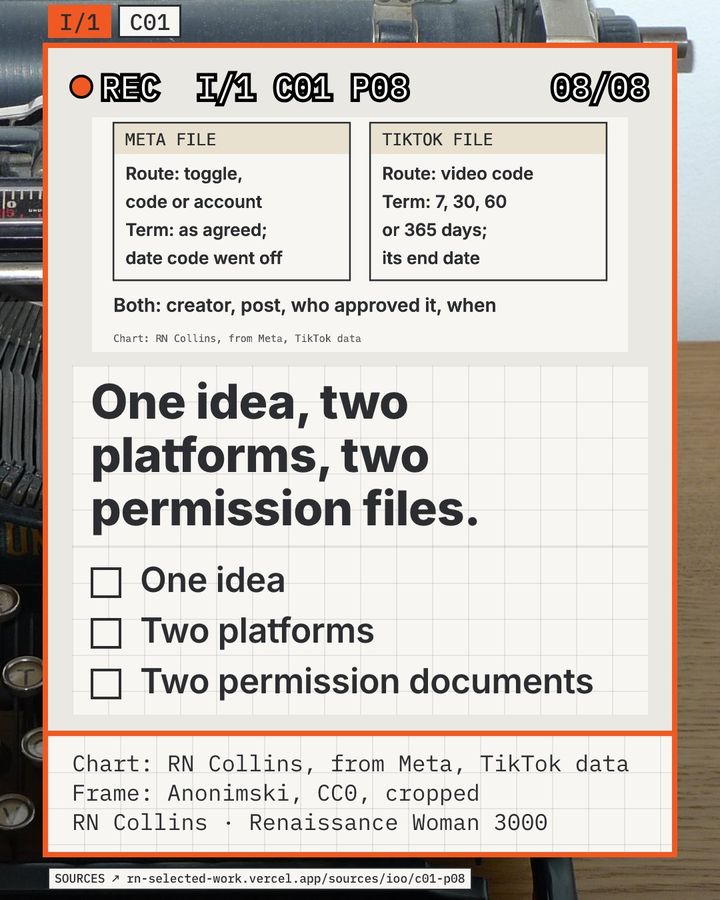 I/1 C01
REC I/1 C01 P08 08/08
META FILE
Route: toggle,
code or account
Term: as agreed;
date code went off
TIKTOK FILE
Route: video code
Term: 7, 30, 60
or 365 days;
its end date
Both: creator, post, who approved it, when
Chart: RN Collins, from Meta, TikTok data
One idea, two
platforms, two
permission files.
One idea
Two platforms
Two permission documents
Chart: RN Collins, from Meta, TikTok data
Frame: Anonimski, CC0, cropped
RN Collins · Renaissance Woman 3000
SOURCES ↗ rn-selected-work.vercel.app/sources/ioo/c01-p08